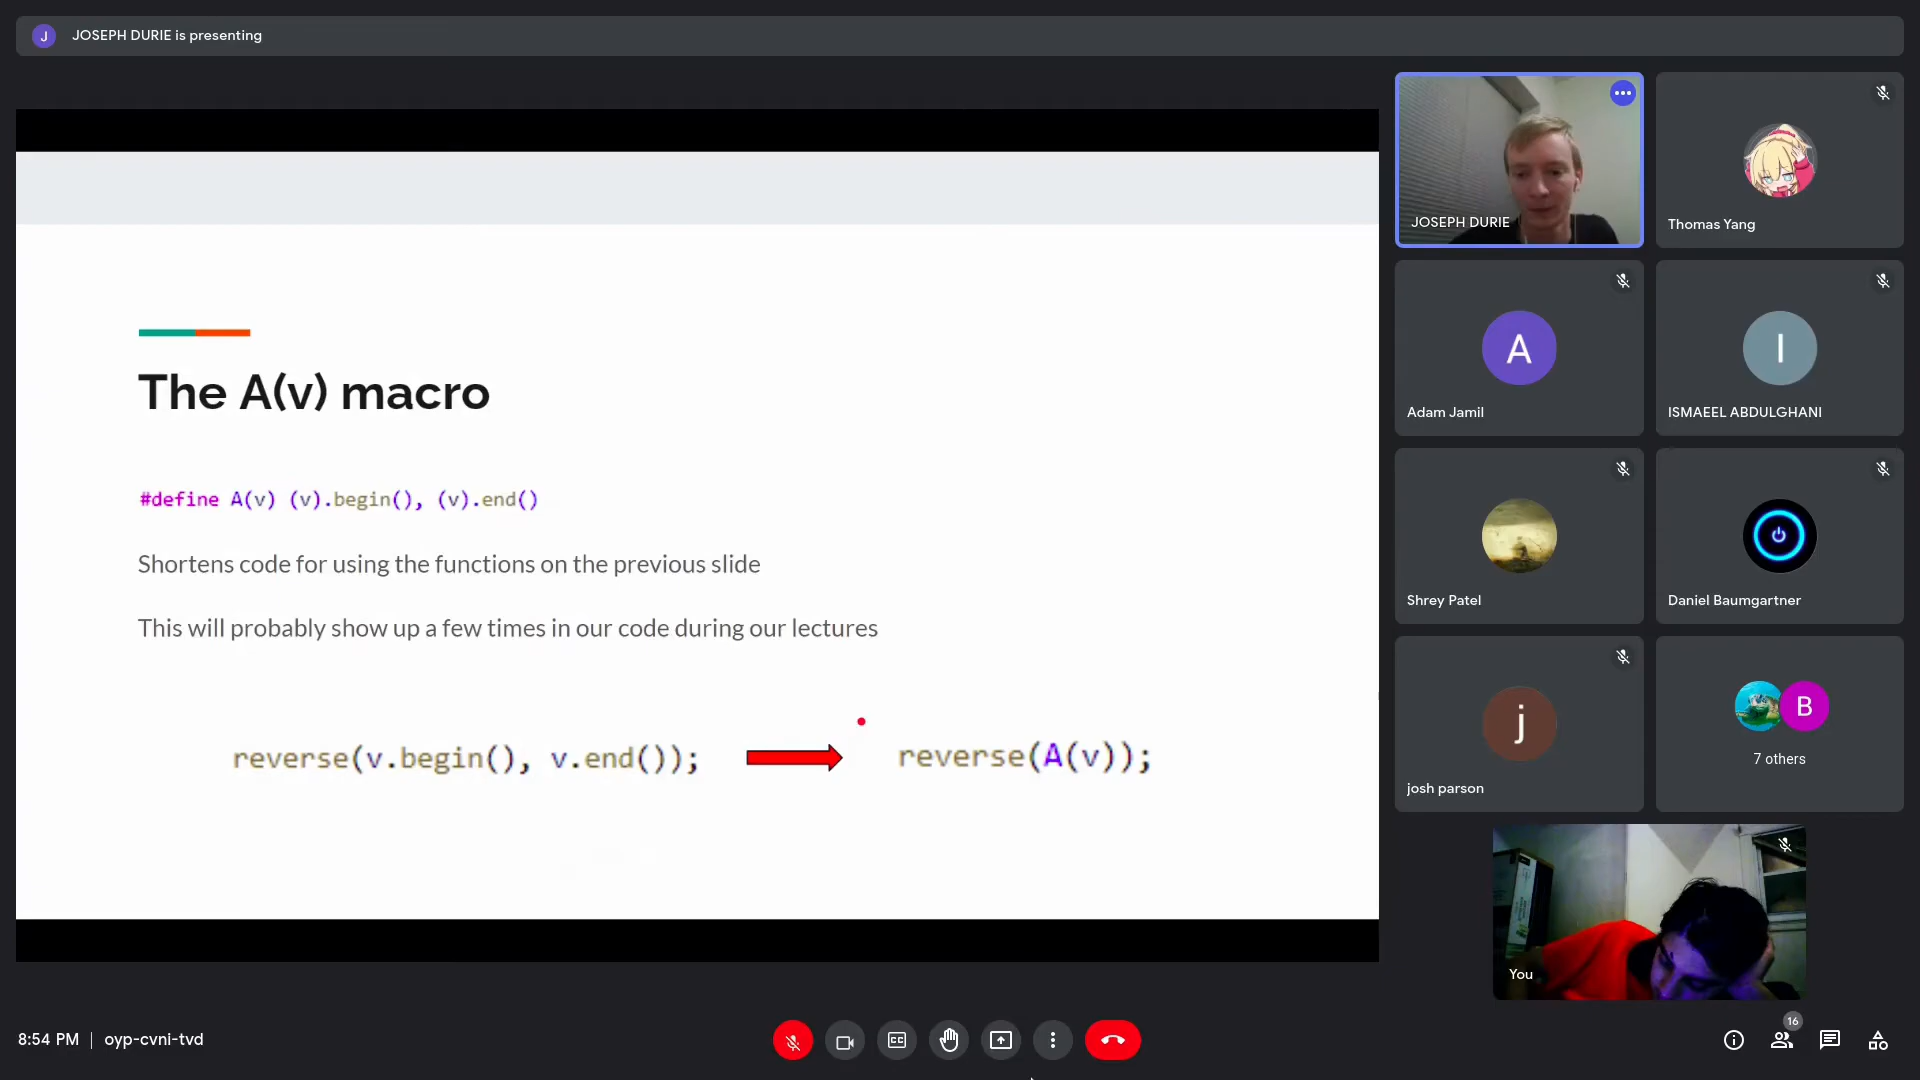 J JOSEPH DURIE is presenting
The A(v) macro
#define A(v) (v).begin(), (v).end()
Shortens code for using the functions on the previous slide
This will probably show up a few times in our code during our lectures
reverse(v.begin(), v.end());
reverse(A(v));
JOSEPH DURIE
Thomas Yang
A
Adam Jamil
I
ISMAEEL ABDULGHANI
Shrey Patel
Daniel Baumgartner
j
josh parson
B
7 others
You
8:54 PM | oyp-cvni-tvd
CC
16